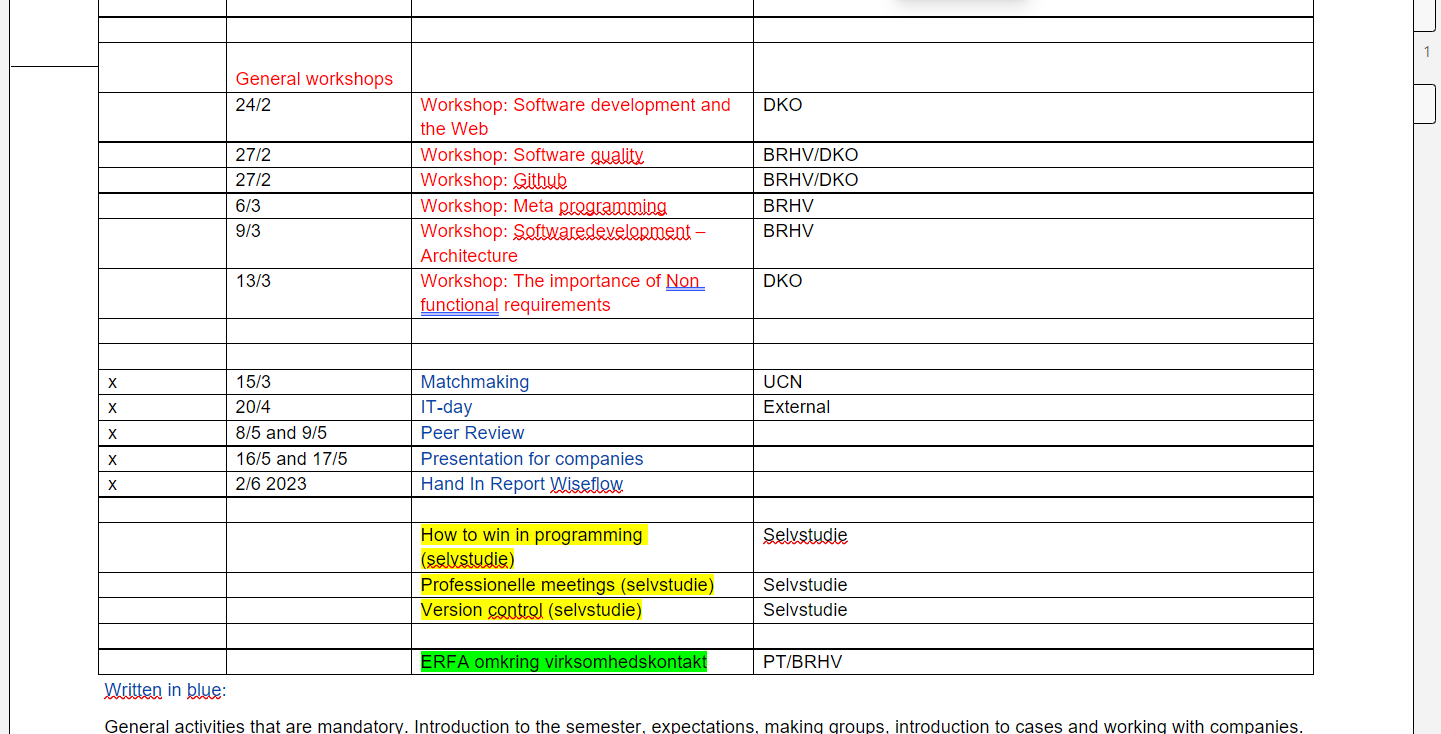 1
General workshops
24/2 Workshop: Software development and DKO
the Web
27/2 Workshop: Software quality BRHV/DKO
27/2 Workshop: Github BRHV/DKO
6/3 Workshop: Meta programming BRHV
9/3 Workshop: Softwaredevelopment – BRHV
Architecture
13/3 Workshop: The importance of Non DKO
functional requirements
x 15/3 Matchmaking UCN
x 20/4 IT-day External
x 8/5 and 9/5 Peer Review
x 16/5 and 17/5 Presentation for companies
x 2/6 2023 Hand In Report Wiseflow
How to win in programming Selvstudie
(selvstudie)
Professionelle meetings (selvstudie) Selvstudie
Version control (selvstudie) Selvstudie
ERFA omkring virksomhedskontakt PT/BRHV
Written in blue:
General activities that are mandatory. Introduction to the semester, expectations, making groups, introduction to cases and working with companies.